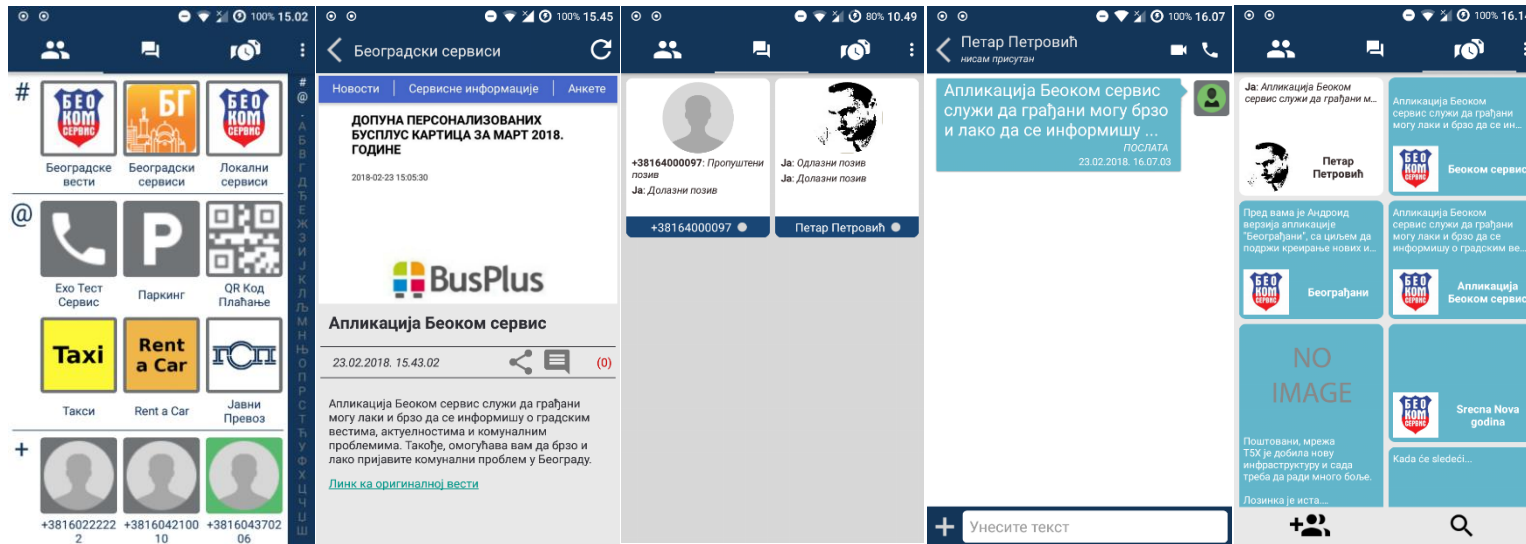 100% 15.02
#
БЕО
КОМ
СЕРВИС
БГ
БЕО
КОМ
СЕРВИС
Београдске
вести
Београдски
сервиси
Локални
сервиси
@
P
Ехо Тест
Сервис
Паркинг
QR Код
Плаћање
Taxi
Rent
a Car
ГСП
Такси
Rent a Car
Јавни
Превоз
+
+3816022222
2
+3816042100
10
+3816043702
06
#
@
.
А
Б
В
Г
Д
Ђ
Е
Ж
З
И
Ј
К
Л
Љ
М
Н
Њ
О
П
Р
С
Т
Ћ
У
Ф
Х
Ц
Ч
Џ
Ш
100% 15.45
Београдски сервиси
Новости
Сервисне информације
Анкете
ДОПУНА ПЕРСОНАЛИЗОВАНИХ
БУСПЛУС КАРТИЦА ЗА МАРТ 2018.
ГОДИНЕ
2018-02-23 15:05:30
BusPlus
Апликација Беоком сервис
23.02.2018. 15.43.02
(0)
Апликација Беоком сервис служи да грађани
могу лаки и брзо да се информишу о градским
вестима, актуелностима и комуналним
проблемима. Такође, омогућава вам да брзо и
лако пријавите комунални проблем у Београду.
Линк ка оригиналној вести
80% 10.49
+38164000097: Пропуштени
позив
Ја: Долазни позив
+38164000097
Ја: Одлазни позив
Ја: Долазни позив
Петар Петровић
100% 16.07
Петар Петровић
нисам присутан
Апликација Беоком сервис
служи да грађани могу брзо
и лако да се информишу ...
ПОСЛАТА
23.02.2018. 16.07.03
Унесите текст
100% 16.14
Ја: Апликација Беоком
сервис служи да грађани м...
Петар
Петровић
Апликација Беоком
сервис служи да грађани
могу лаки и брзо да се ин...
БЕО
КОМ
СЕРВИС
Беоком сервис
Пред вама је Андроид
верзија апликације
"Београђани", са циљем да
подржи креирање нових и...
БЕО
КОМ
СЕРВИС
Београђани
Апликација Беоком
сервис служи да грађани
могу лаки и брзо да се
информишу о градским ве...
БЕО
КОМ
СЕРВИС
Апликација
Беоком сервис
NO
IMAGE
Поштовани, мрежа
T5X је добила нову
инфраструктуру и сада
треба да ради много боље.
Лозинка је иста....
БЕО
КОМ
СЕРВИС
Srecna Nova
godina
Kada će sledeći...